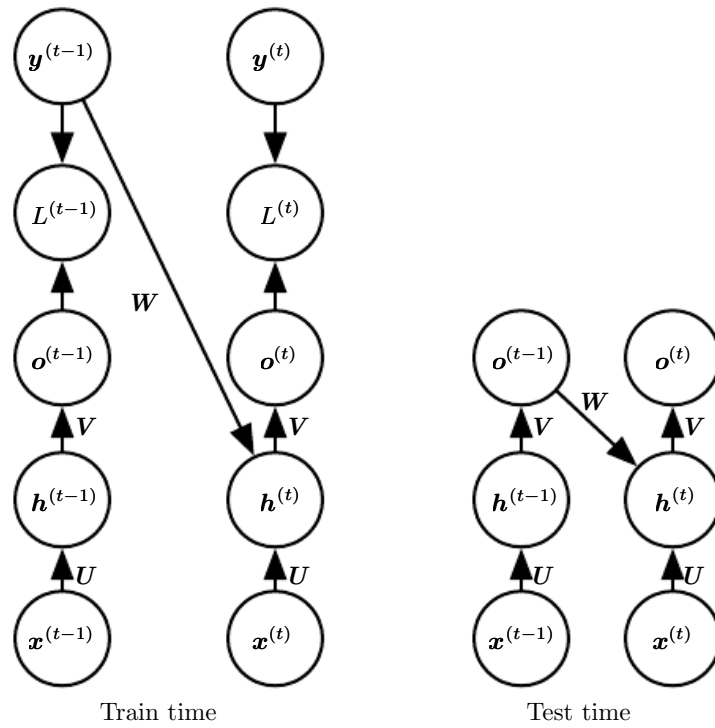 y^(t−1) y^(t)
L^(t−1) L^(t)
W
o^(t−1) o^(t) o^(t−1) o^(t)
W
V V V V
h^(t−1) h^(t) h^(t−1) h^(t)
U U U U
x^(t−1) x^(t) x^(t−1) x^(t)
Train time Test time